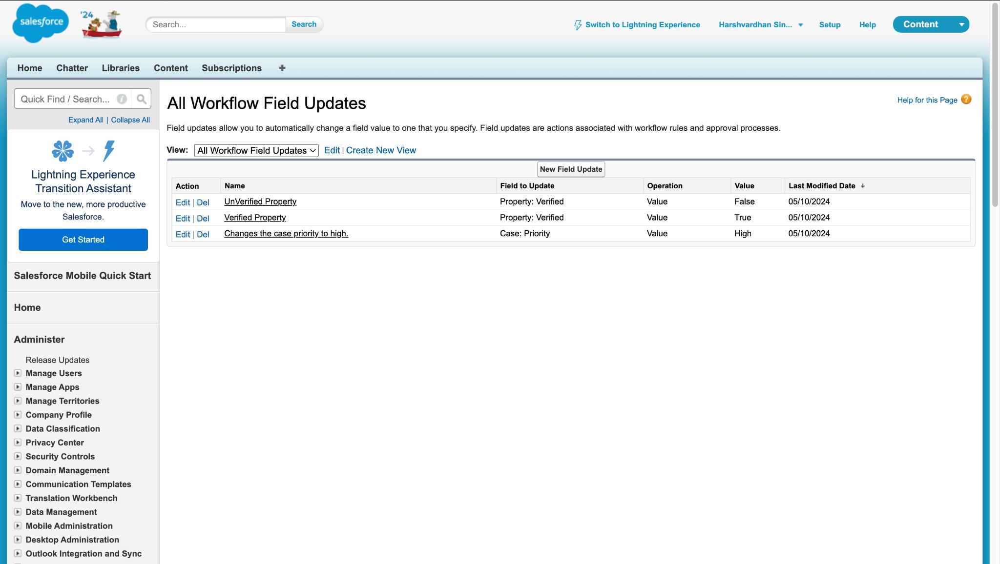 salesforce
'24
Search...
Search
Switch to Lightning Experience
Harshvardhan Sin...
Setup
Help
Content
Home
Chatter
Libraries
Content
Subscriptions
Quick Find / Search...
Expand All | Collapse All
Lightning Experience
Transition Assistant
Move to the new, more productive
Salesforce.
Get Started
Salesforce Mobile Quick Start
Home
Administer
Release Updates
Manage Users
Manage Apps
Manage Territories
Company Profile
Data Classification
Privacy Center
Security Controls
Domain Management
Communication Templates
Translation Workbench
Data Management
Mobile Administration
Desktop Administration
Outlook Integration and Sync
All Workflow Field Updates
Help for this Page ?
Field updates allow you to automatically change a field value to one that you specify. Field updates are actions associated with workflow rules and approval processes.
View: All Workflow Field Updates Edit | Create New View
New Field Update
Action Name Field to Update Operation Value Last Modified Date
Edit | Del UnVerified Property Property: Verified Value False 05/10/2024
Edit | Del Verified Property Property: Verified Value True 05/10/2024
Edit | Del Changes the case priority to high. Case: Priority Value High 05/10/2024